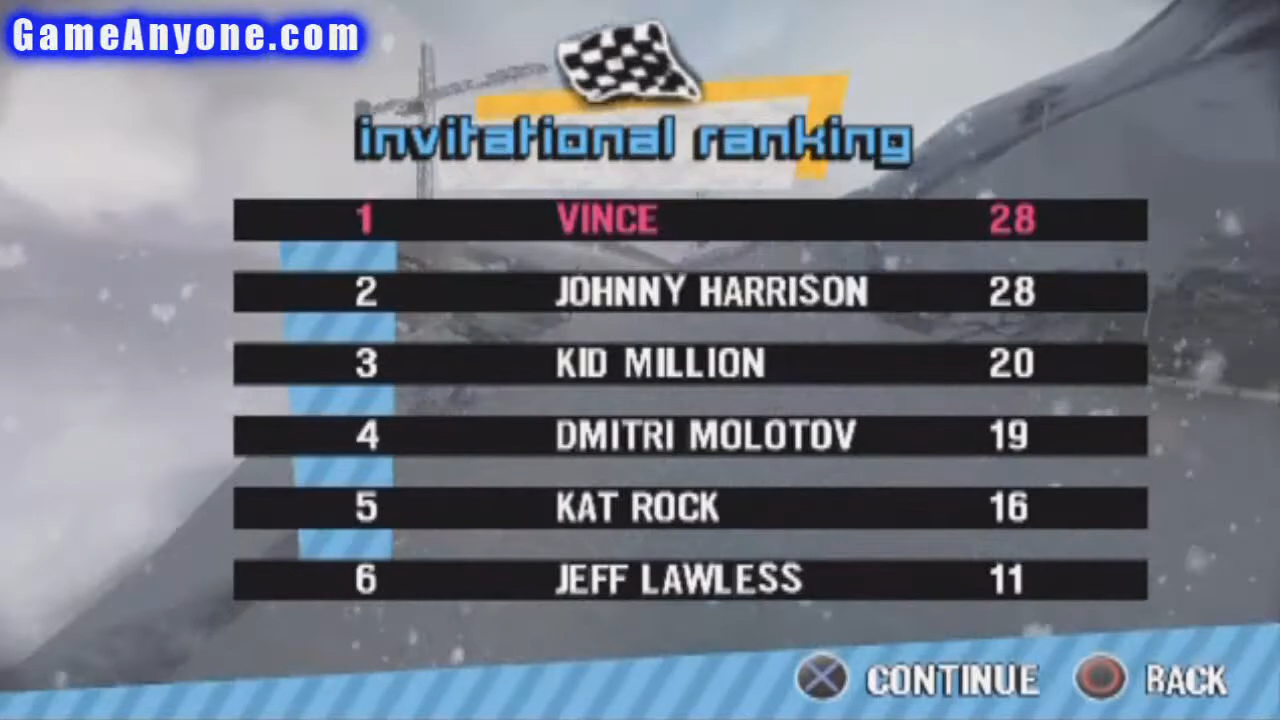 GameAnyone.com
invitational ranking
1 VINCE 28
2 JOHNNY HARRISON 28
3 KID MILLION 20
4 DMITRI MOLOTOV 19
5 KAT ROCK 16
6 JEFF LAWLESS 11
CONTINUE BACK